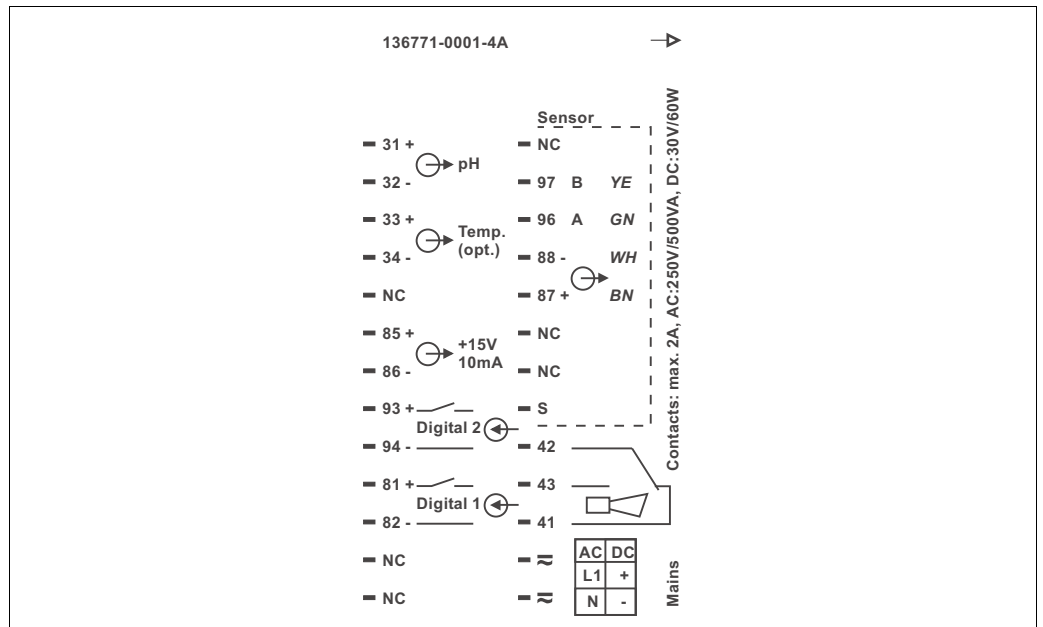 136771-0001-4A
Sensor
31 +
pH
32 -
33 +
Temp.
(opt.)
34 -
NC
85 +
+15V
10mA
86 -
93 +
Digital 2
94 -
81 +
Digital 1
82 -
NC
NC
NC
97 B YE
96 A GN
88 - WH
87 + BN
NC
NC
S
42
43
41
AC DC
L1 +
N -
Contacts: max. 2A, AC:250V/500VA, DC:30V/60W
Mains